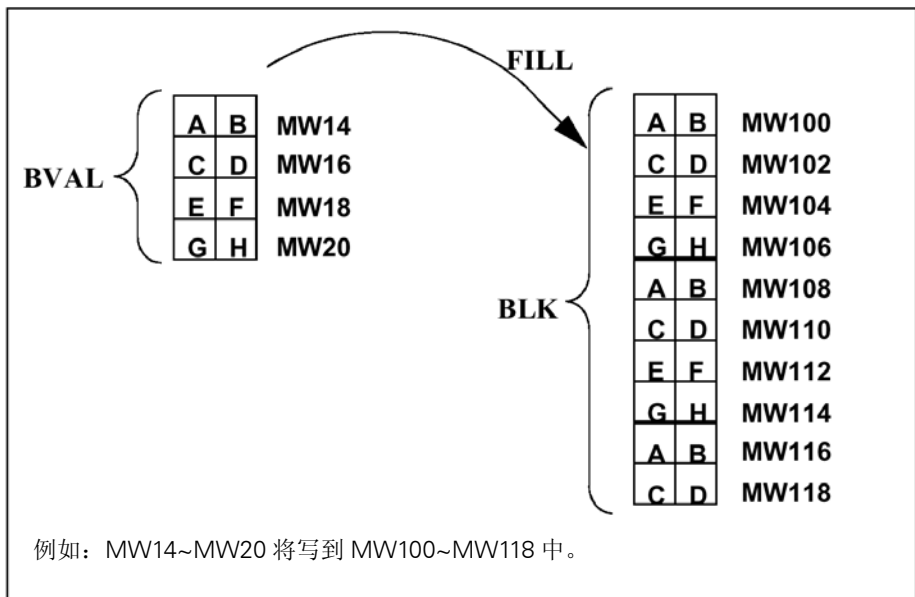 FILL
BVAL
A B MW14
C D MW16
E F MW18
G H MW20
BLK
A B MW100
C D MW102
E F MW104
G H MW106
A B MW108
C D MW110
E F MW112
G H MW114
A B MW116
C D MW118
例如：MW14~MW20 将写到 MW100~MW118 中。